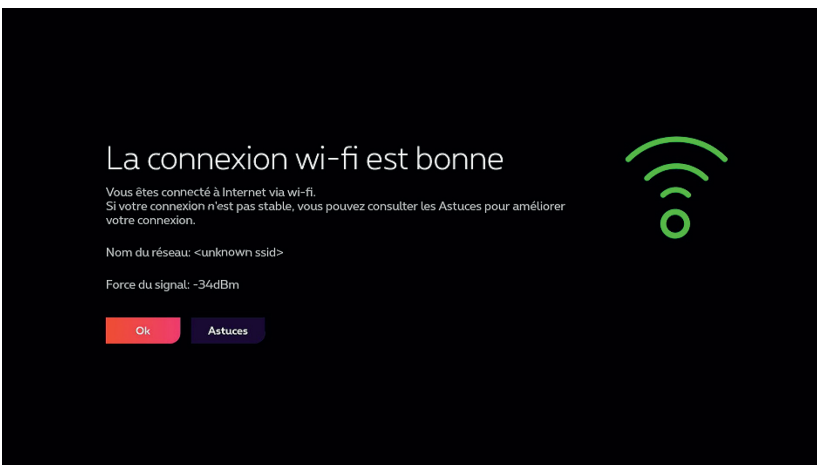 La connexion wi-fi est bonne
Vous êtes connecté à Internet via wi-fi.
Si votre connexion n'est pas stable, vous pouvez consulter les Astuces pour améliorer
votre connexion.
Nom du réseau: <unknown ssid>
Force du signal: -34dBm
Ok
Astuces